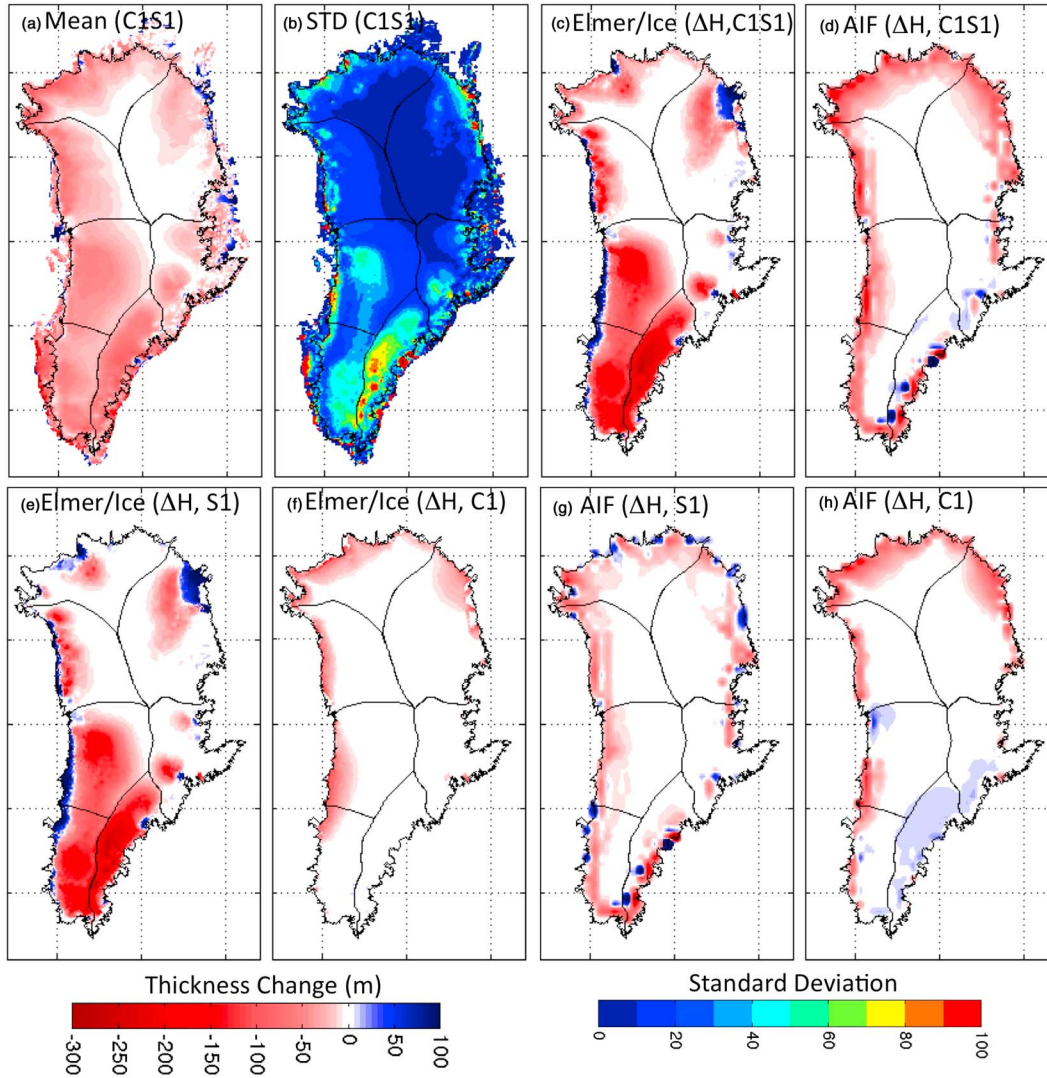 (a) Mean (C1S1)
(b) STD (C1S1)
(c) Elmer/Ice (ΔH,C1S1)
(d) AIF (ΔH, C1S1)
(e) Elmer/Ice (ΔH, S1)
(f) Elmer/Ice (ΔH, C1)
(g) AIF (ΔH, S1)
(h) AIF (ΔH, C1)
Thickness Change (m)
-300 -250 -200 -150 -100 -50 0 50 100
Standard Deviation
0 20 40 60 80 100